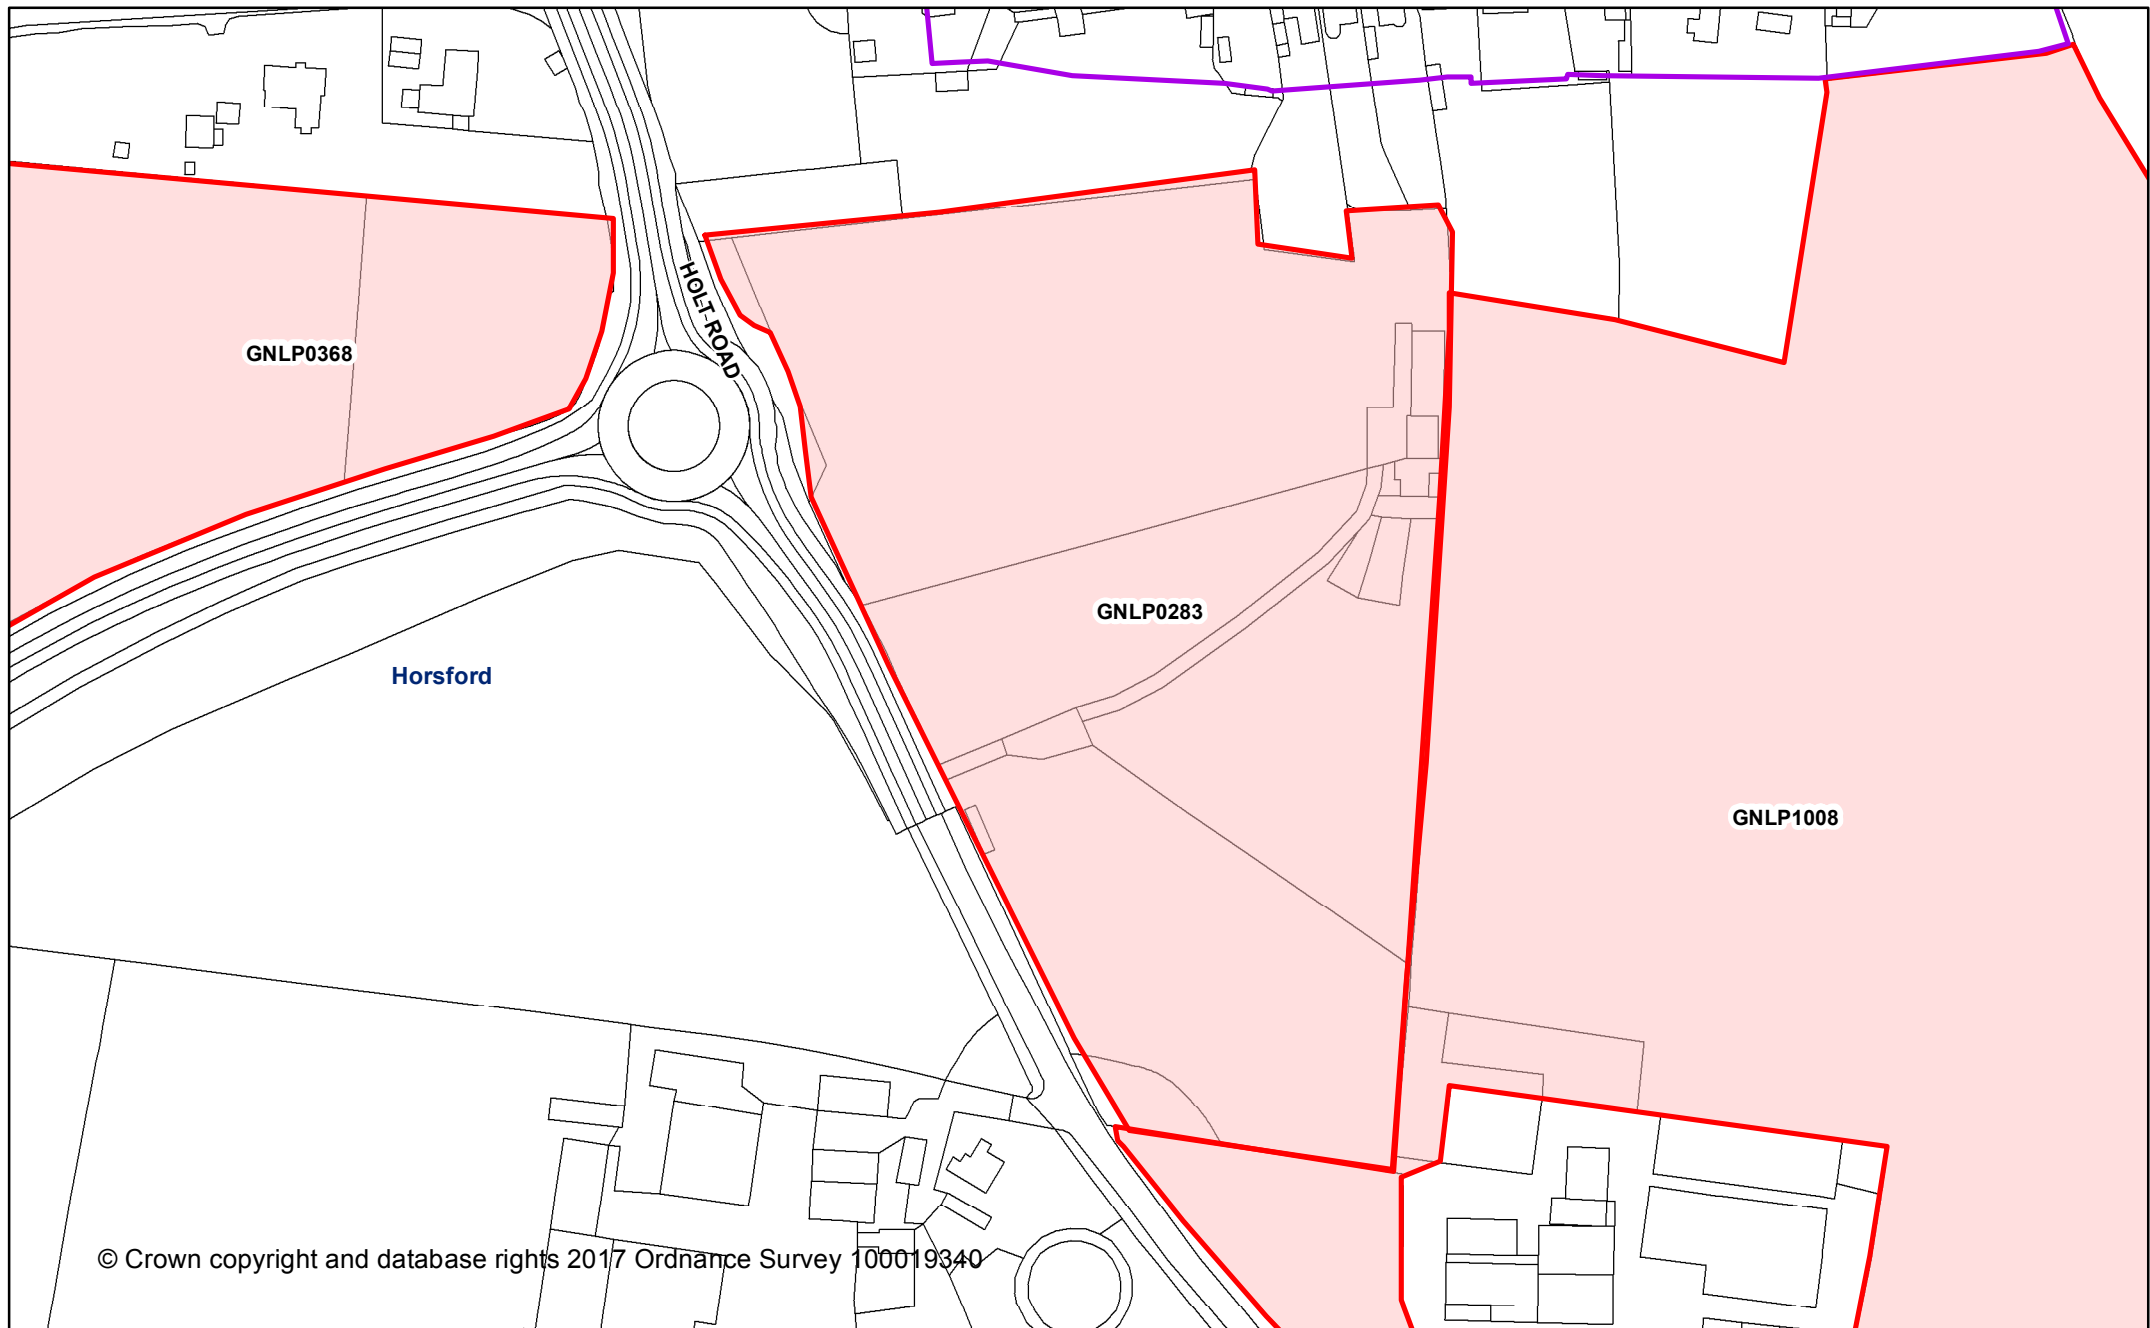 HOLT ROAD
GNLP0368
GNLP0283
Horsford
GNLP1008
© Crown copyright and database rights 2017 Ordnance Survey 100019340